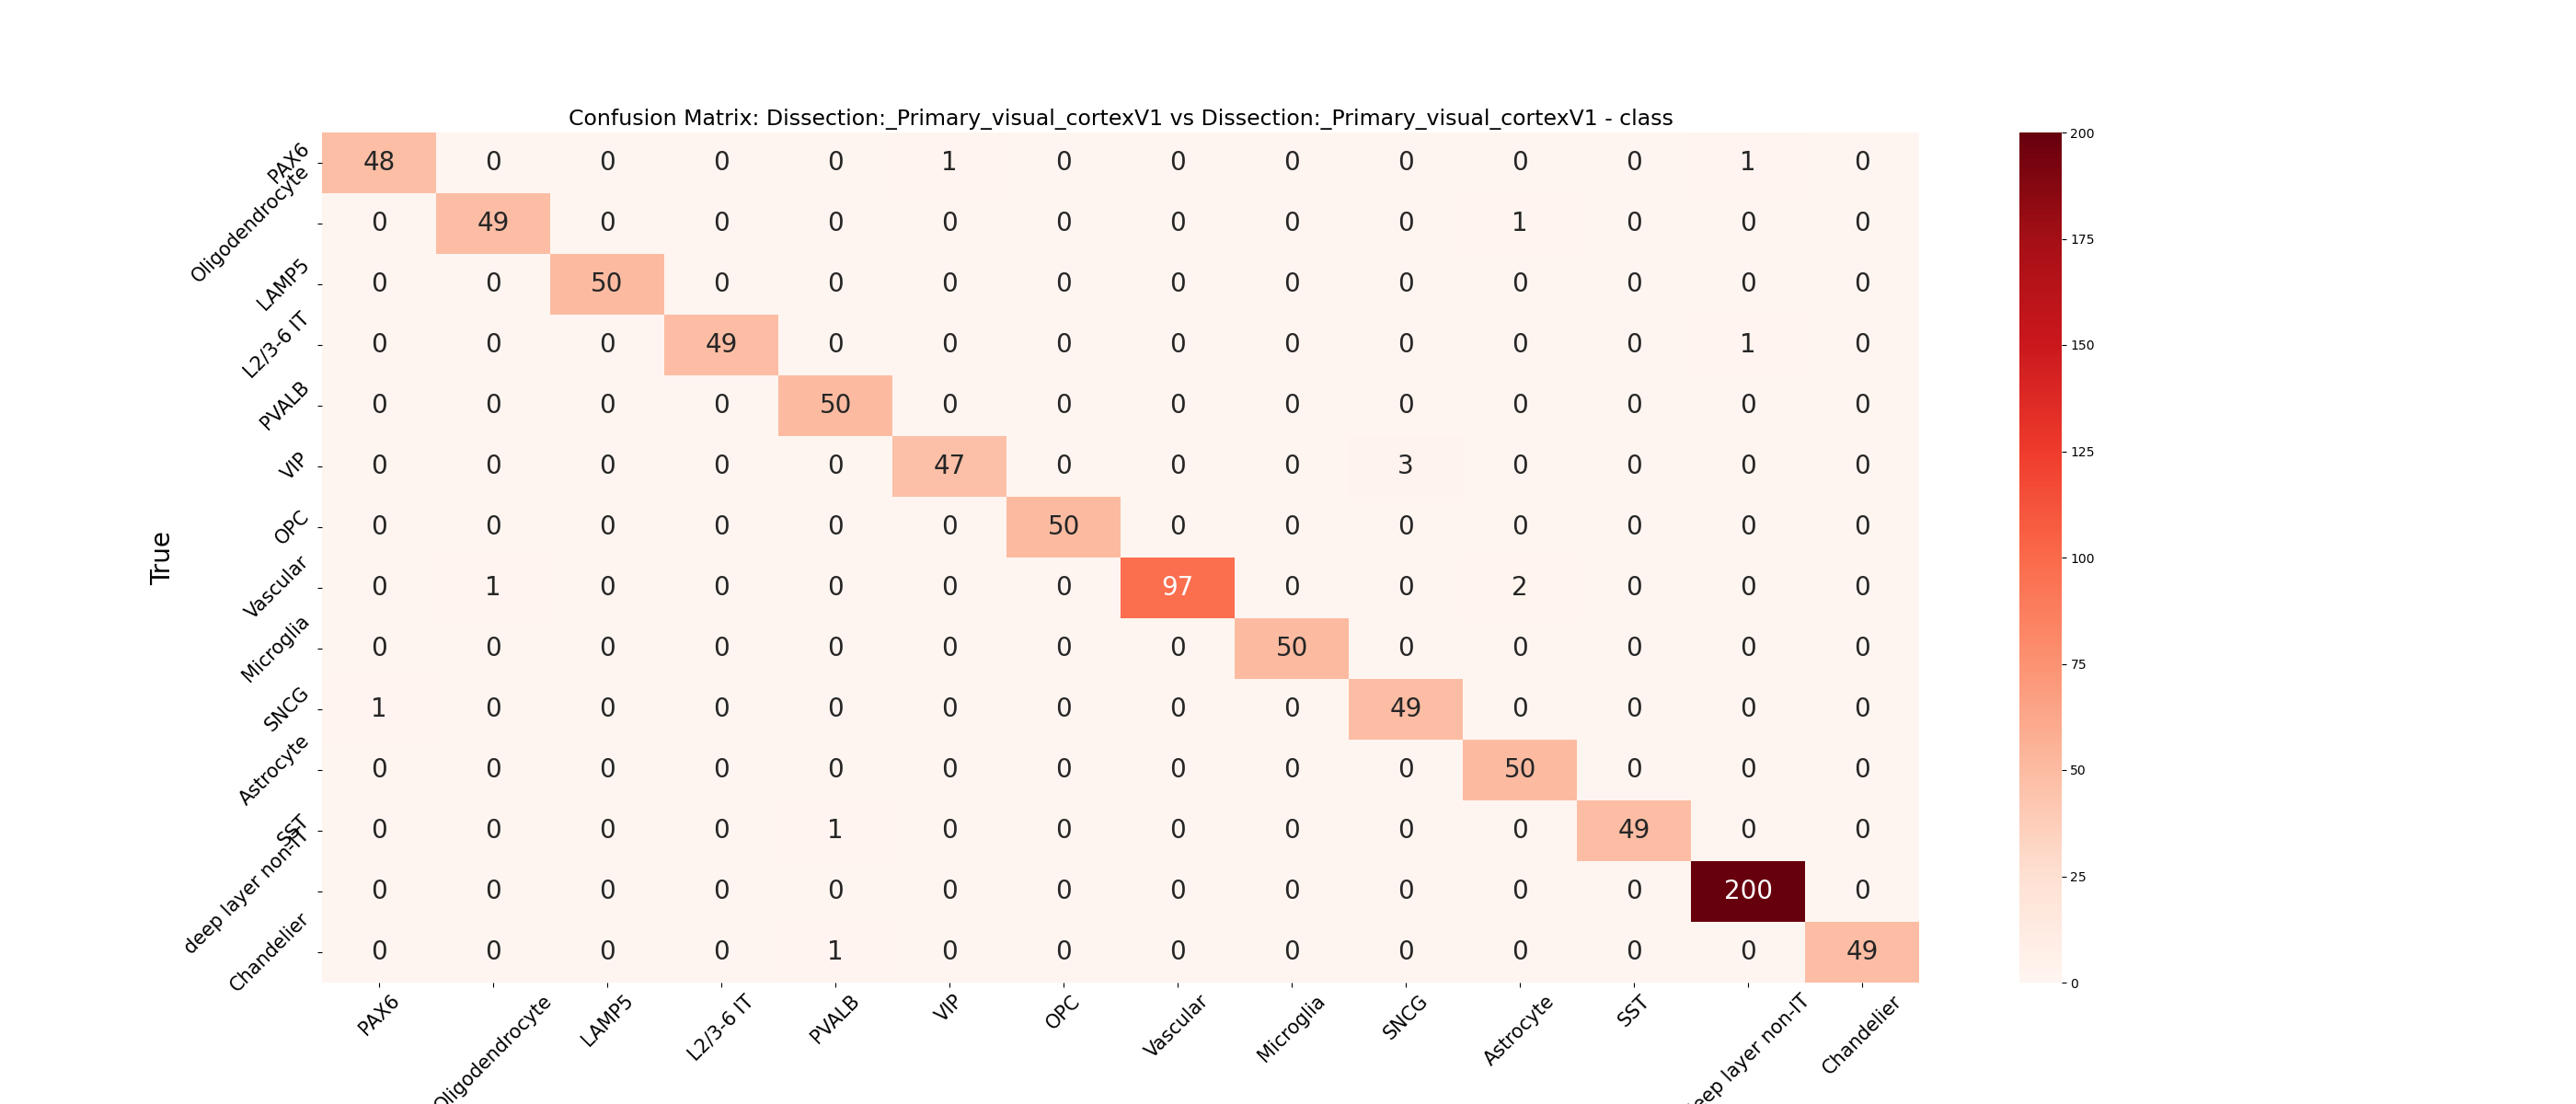 Confusion Matrix: Dissection:_Primary_visual_cortexV1 vs Dissection:_Primary_visual_cortexV1 - class
PAX6 48 0 0 0 0 1 0 0 0 0 0 0 1 0
Oligodendrocyte 0 49 0 0 0 0 0 0 0 0 1 0 0 0
LAMP5 0 0 50 0 0 0 0 0 0 0 0 0 0 0
L2/3-6 IT 0 0 0 49 0 0 0 0 0 0 0 0 1 0
PVALB 0 0 0 0 50 0 0 0 0 0 0 0 0 0
VIP 0 0 0 0 0 47 0 0 0 3 0 0 0 0
OPC 0 0 0 0 0 0 50 0 0 0 0 0 0 0
Vascular 0 1 0 0 0 0 0 97 0 0 2 0 0 0
Microglia 0 0 0 0 0 0 0 0 50 0 0 0 0 0
SNCG 1 0 0 0 0 0 0 0 0 49 0 0 0 0
Astrocyte 0 0 0 0 0 0 0 0 0 0 50 0 0 0
SST 0 0 0 0 1 0 0 0 0 0 0 49 0 0
deep layer non-IT 0 0 0 0 0 0 0 0 0 0 0 0 200 0
Chandelier 0 0 0 0 1 0 0 0 0 0 0 0 0 49
True
PAX6 Oligodendrocyte LAMP5 L2/3-6 IT PVALB VIP OPC Vascular Microglia SNCG Astrocyte SST eep layer non-IT Chandelier
200
175
150
125
100
75
50
25
0